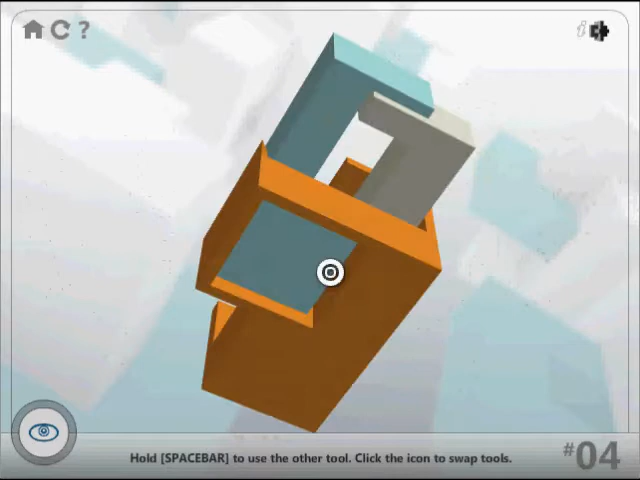 ?
i
Hold [SPACEBAR] to use the other tool. Click the icon to swap tools.
#04